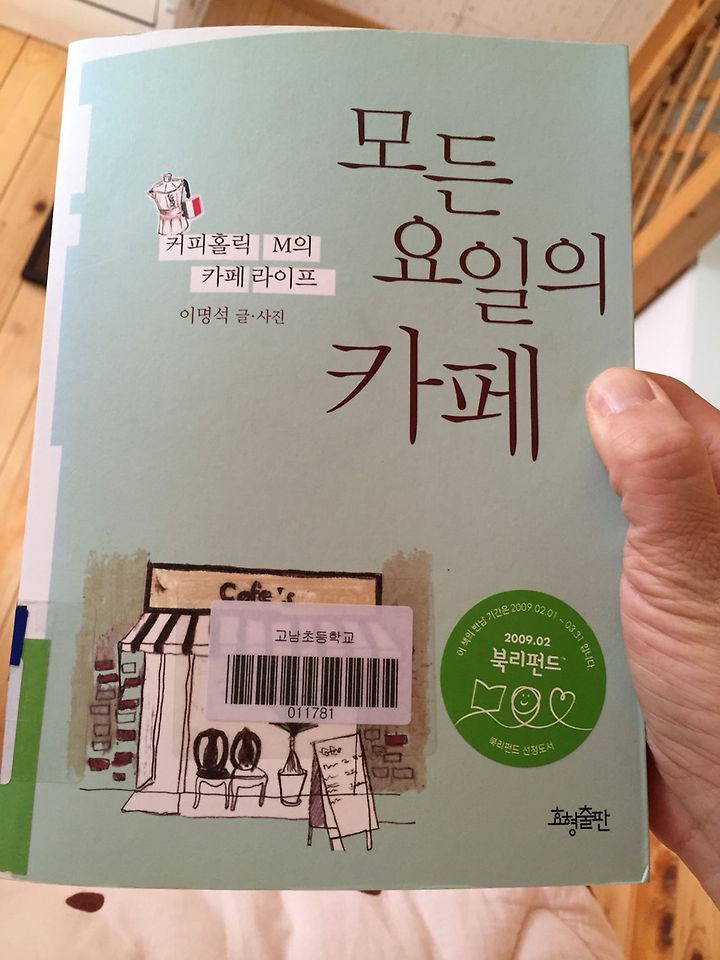 모든
요일의
카페
커피홀릭 M의
카페 라이프
이명석 글·사진
Cafe's
고남초등학교
011781
coffee
이 책의 반납 기간은 2009.02.01 ~ 03.31 입니다.
2009.02
북리펀드
북리펀드 선정도서
효형출판